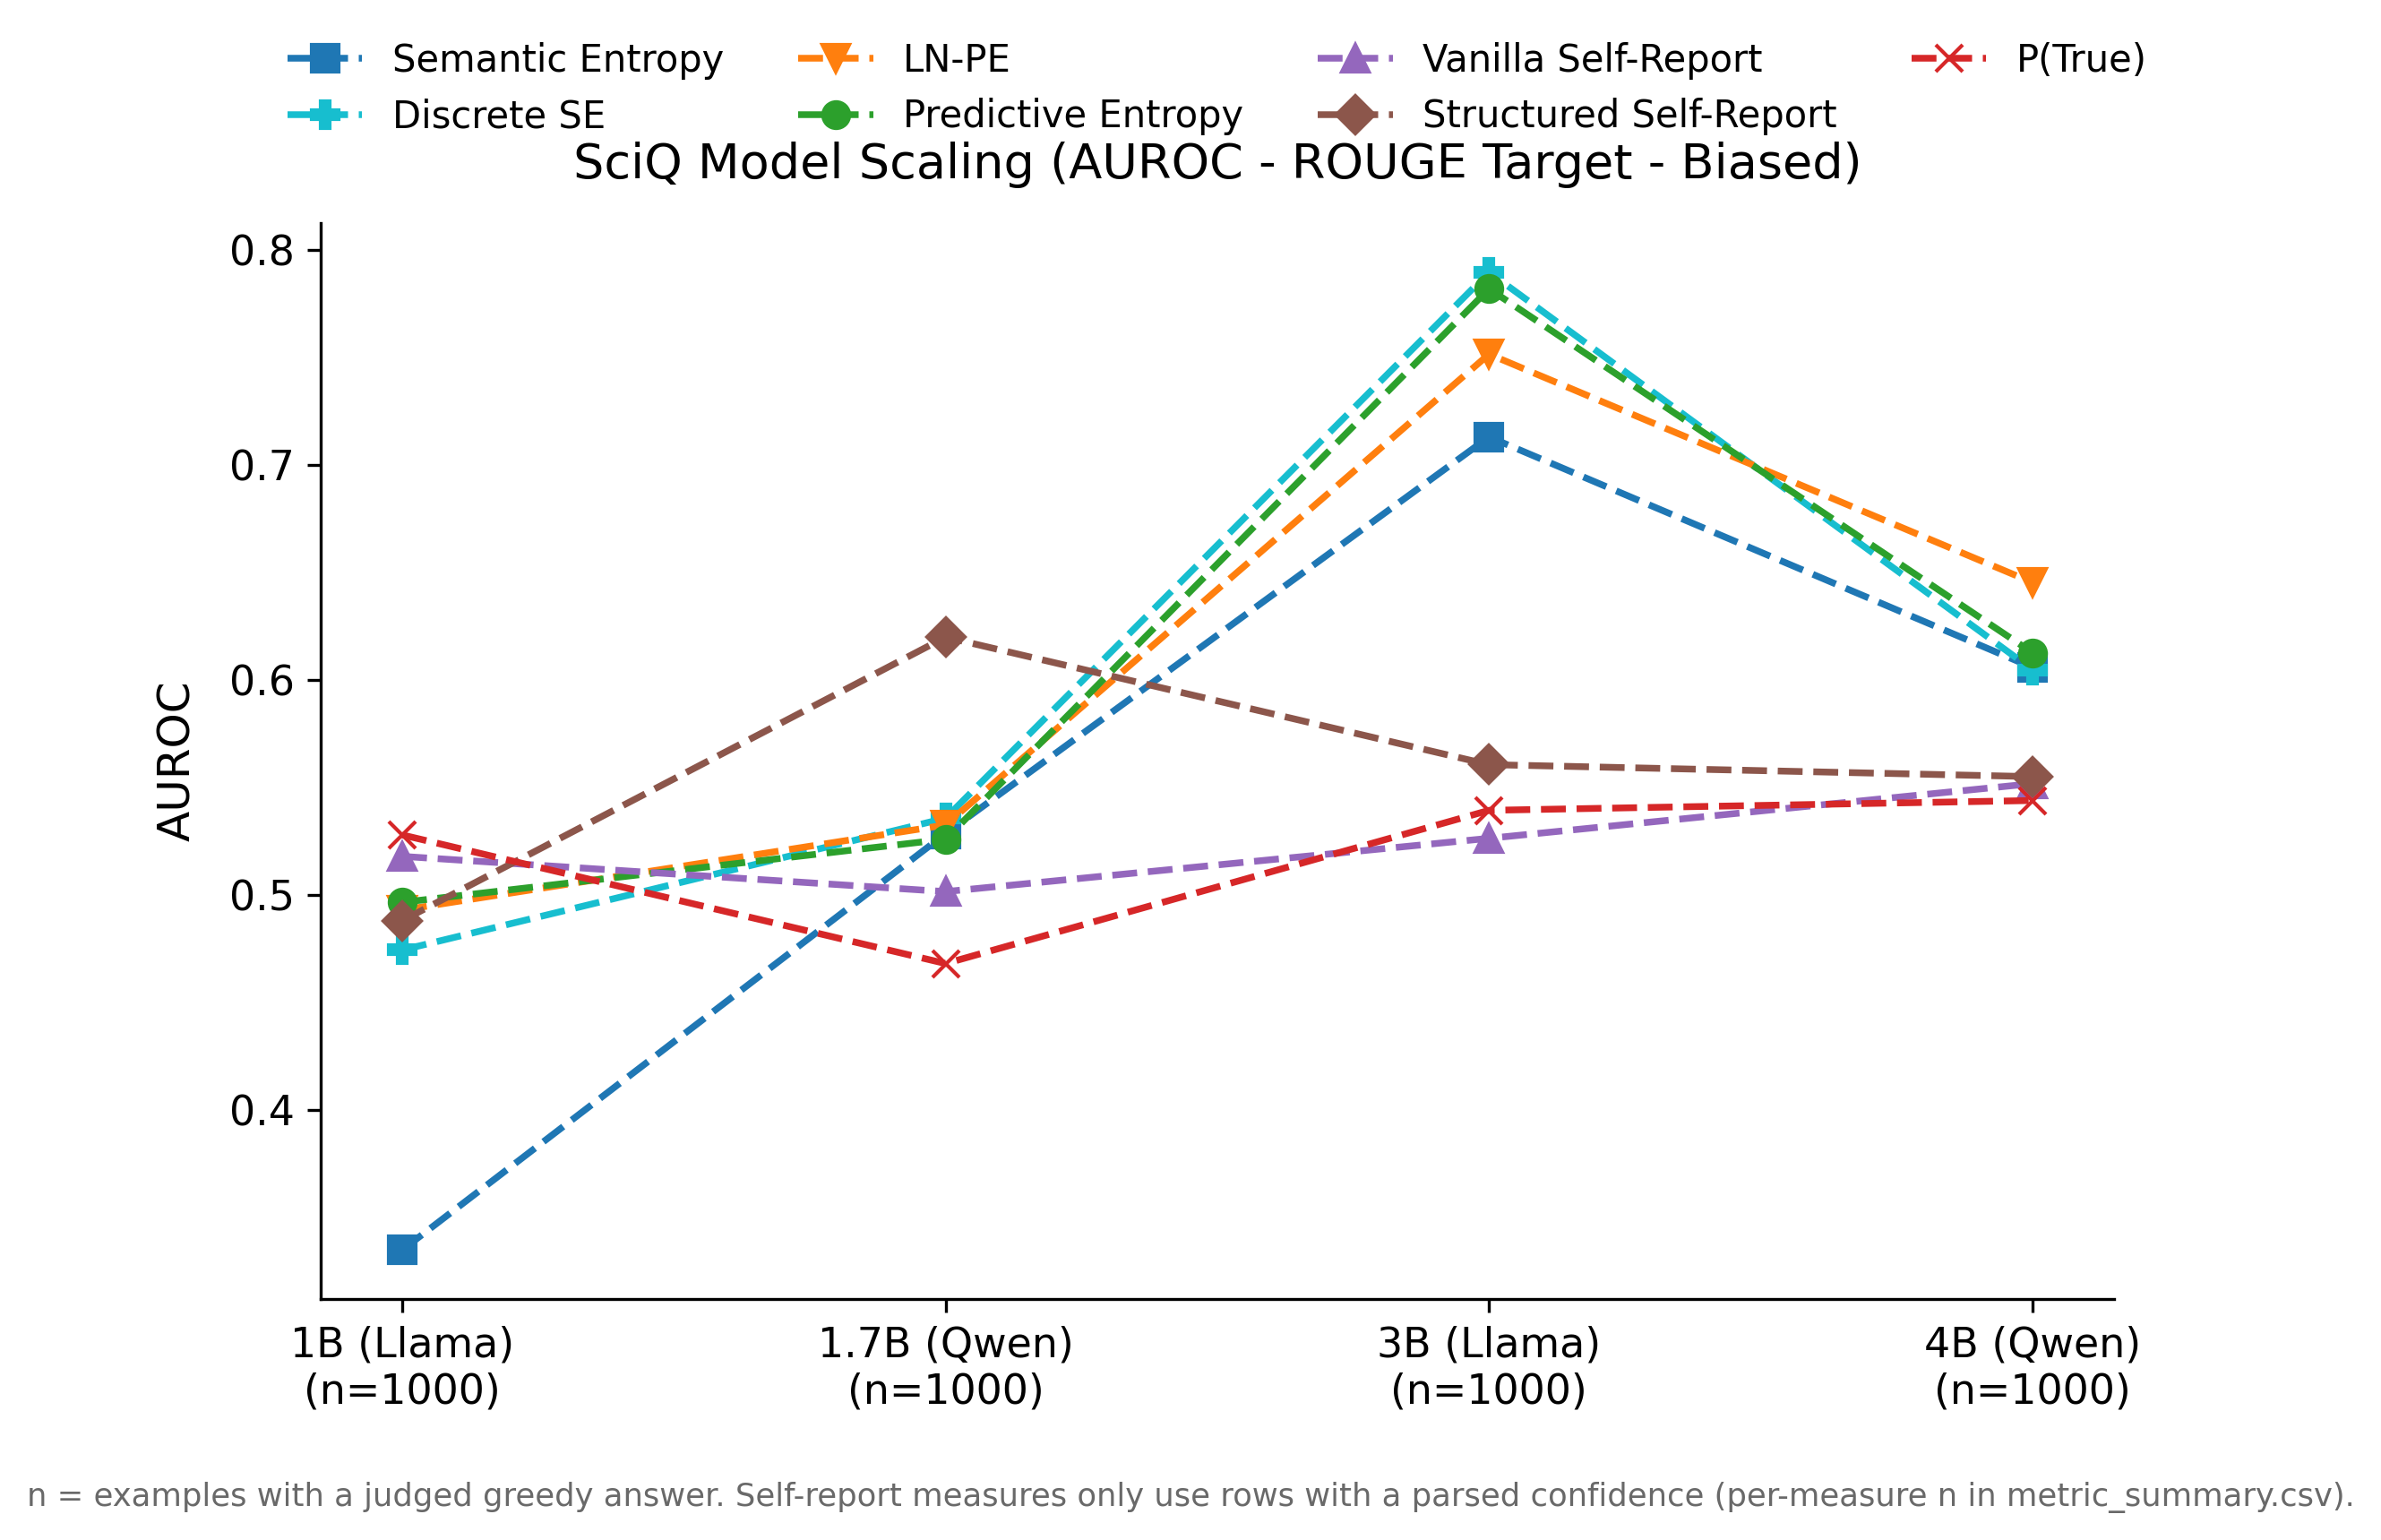 Semantic Entropy
Discrete SE
LN-PE
Predictive Entropy
Vanilla Self-Report
Structured Self-Report
P(True)
SciQ Model Scaling (AUROC - ROUGE Target - Biased)
AUROC
0.8
0.7
0.6
0.5
0.4
1B (Llama)
(n=1000)
1.7B (Qwen)
(n=1000)
3B (Llama)
(n=1000)
4B (Qwen)
(n=1000)
n = examples with a judged greedy answer. Self-report measures only use rows with a parsed confidence (per-measure n in metric_summary.csv).